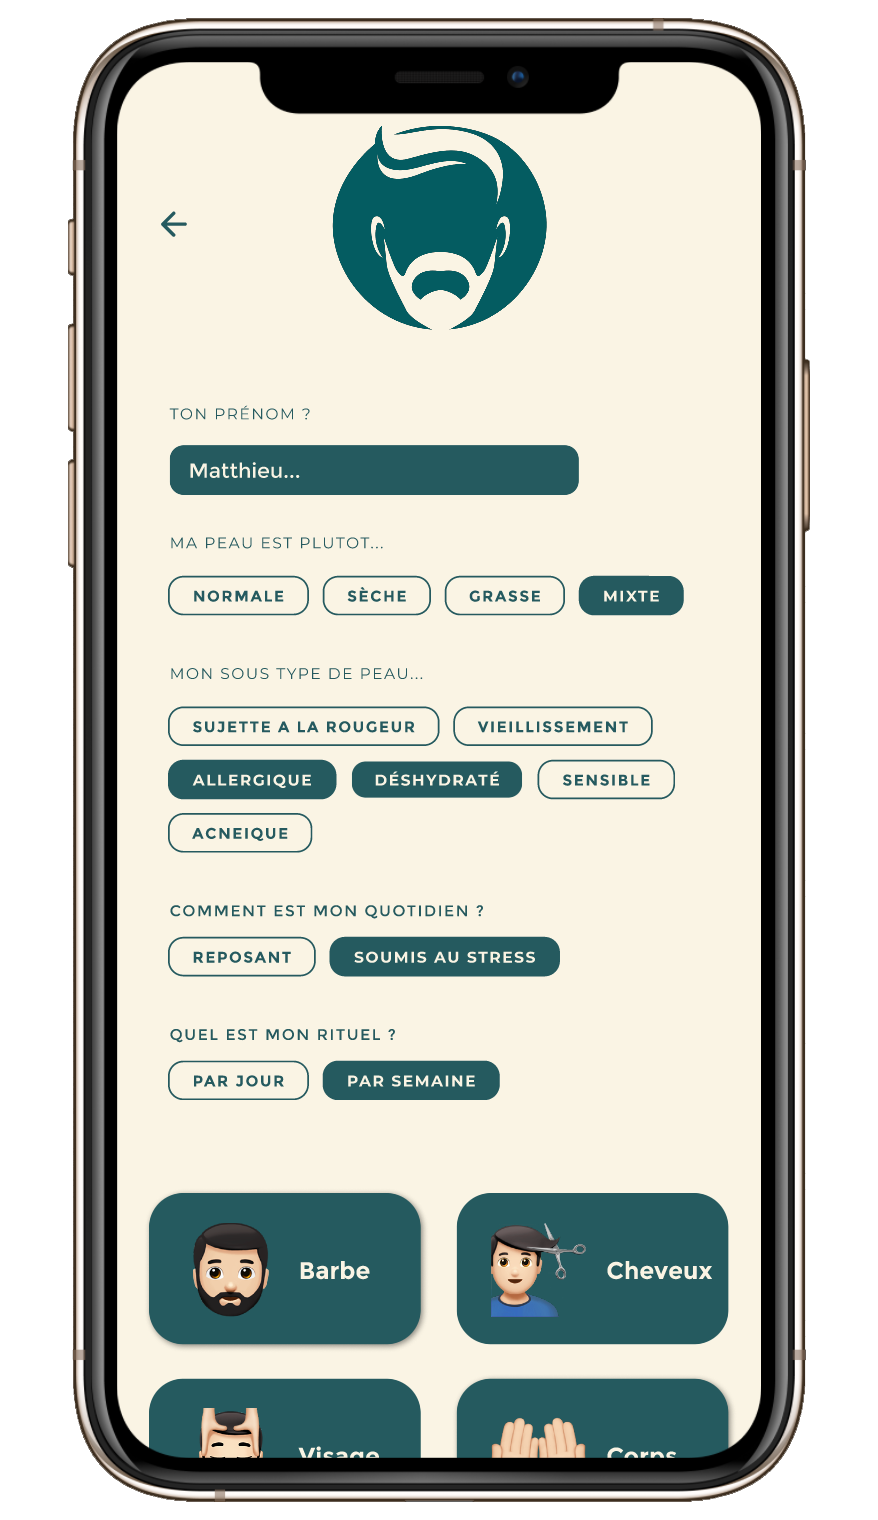 TON PRÉNOM ?
Matthieu...
MA PEAU EST PLUTOT...
NORMALE SÈCHE GRASSE MIXTE
MON SOUS TYPE DE PEAU...
SUJETTE A LA ROUGEUR VIEILLISSEMENT
ALLERGIQUE DÉSHYDRATÉ SENSIBLE
ACNEIQUE
COMMENT EST MON QUOTIDIEN ?
REPOSANT SOUMIS AU STRESS
QUEL EST MON RITUEL ?
PAR JOUR PAR SEMAINE
Barbe Cheveux
Visage Corps